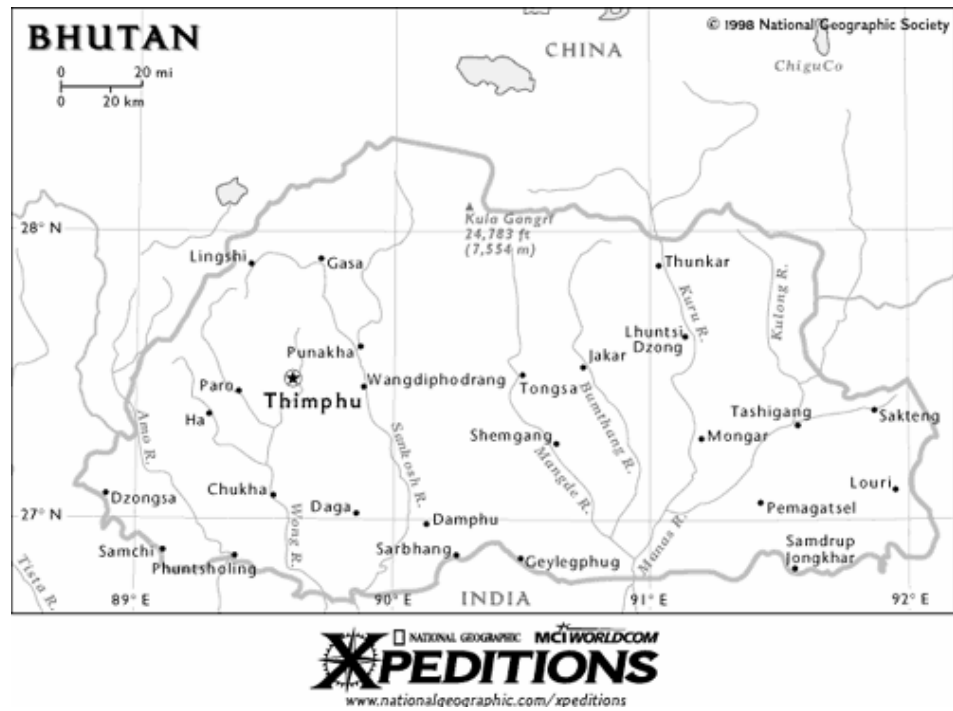 BHUTAN
© 1998 National Geographic Society
0 20 mi
0 20 km
CHINA
ChiguCo
28° N
Kula Gangri
24,783 ft
(7,554 m)
Lingshi
Gasa
Thunkar
Kuru R.
Kulong R.
Lhuntsi
Dzong
Punakha
Jakar
Paro
Thimphu
Wangdiphodrang
Tongsa
Ha
Amo R.
Sankosh R.
Bumthang R.
Tashigang
Sakteng
Shemgang
Mangde R.
Mongar
Dzongsa
Chukha
Daga
Damphu
Louri
Pemagatsel
27° N
Wong R.
Manas R.
Samchi
Phuntsholing
Sarbhang
Geylegphug
Samdrup
Jongkhar
Tista R.
89° E
90° E
INDIA
91° E
92° E
NATIONAL GEOGRAPHIC MCI WORLDCOM
XPEDITIONS
www.nationalgeographic.com/xpeditions